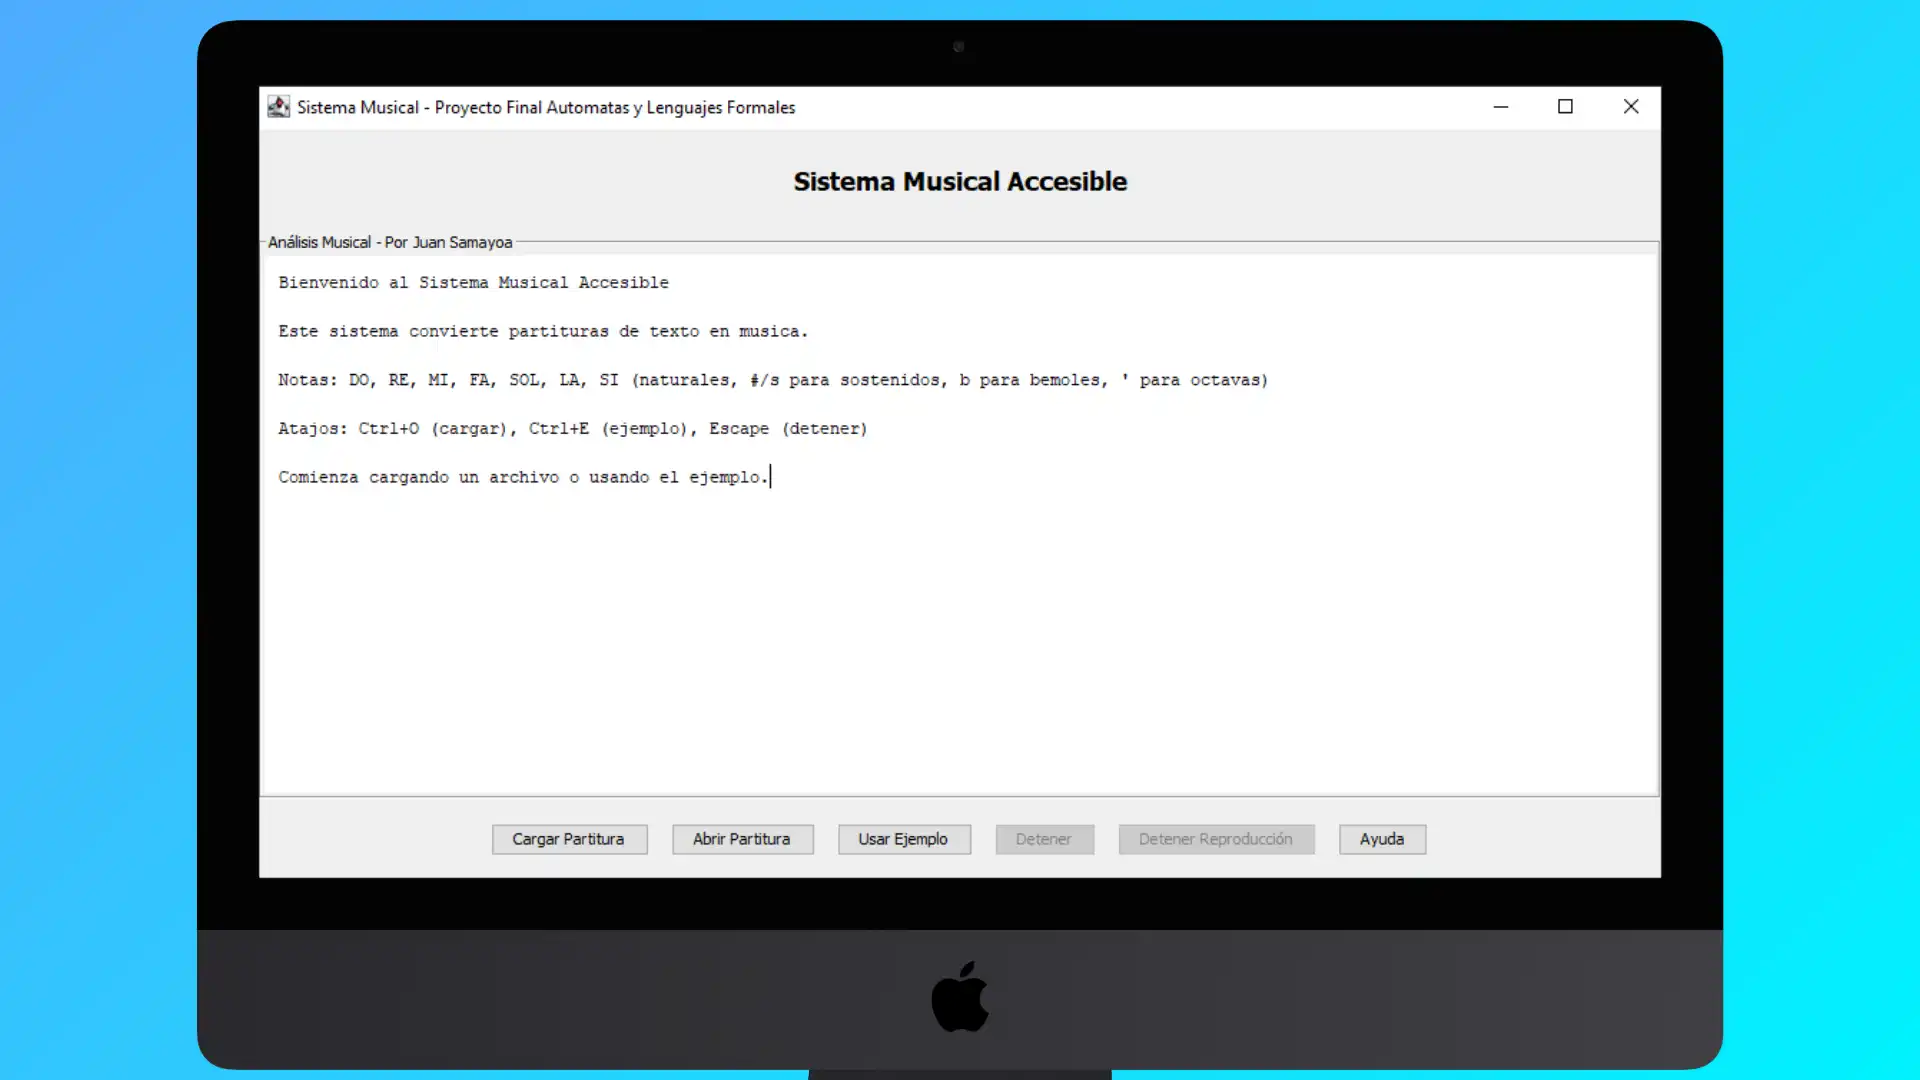 Sistema Musical - Proyecto Final Automatas y Lenguajes Formales
Sistema Musical Accesible
Análisis Musical - Por Juan Samayoa
Bienvenido al Sistema Musical Accesible
Este sistema convierte partituras de texto en musica.
Notas: DO, RE, MI, FA, SOL, LA, SI (naturales, #/s para sostenidos, b para bemoles, ' para octavas)
Atajos: Ctrl+O (cargar), Ctrl+E (ejemplo), Escape (detener)
Comienza cargando un archivo o usando el ejemplo.
Cargar Partitura
Abrir Partitura
Usar Ejemplo
Detener
Detener Reproducción
Ayuda